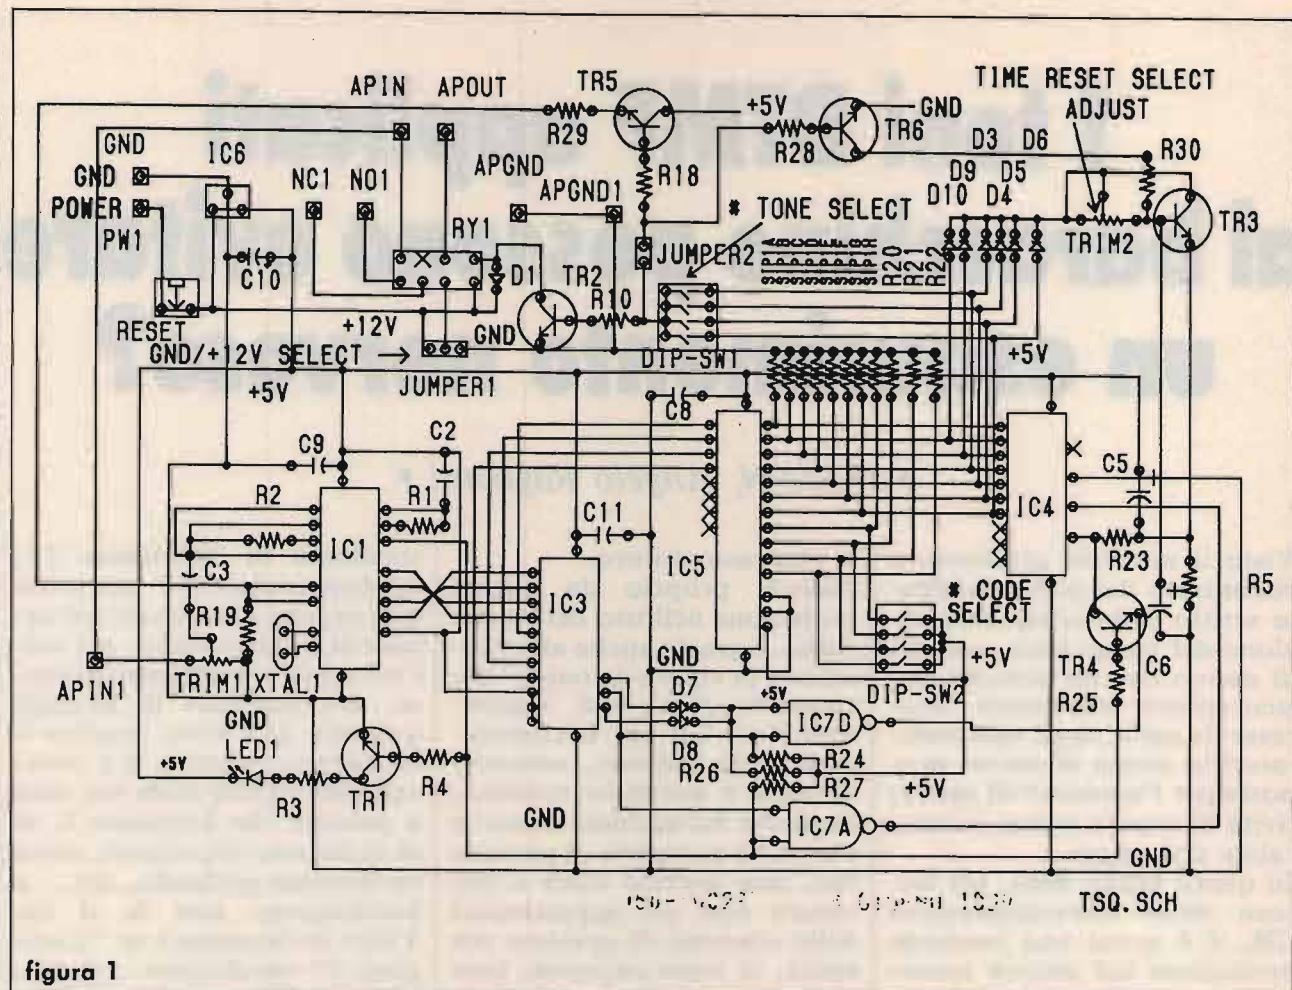 TIME RESET SELECT
ADJUST
APIN APOUT
TR5
+5V
GND
R29
TR6
R28
D3 D6
R30
GND
GND
IC6
POWER
PW1
NC1 NO1
APGND
APGND1
R18
D9 D5
D10 D4
# TONE SELECT
TR3
TRIM2
RY1
JUMPER2
R20
R21
R22
C10
D1
TR2
R10
RESET
+12V
GND
DIP-SW1
GND/+12V SELECT
JUMPER1
+5V
+5V
C8
C9
C2
C5
R2
R1
IC1
C11
IC5
IC4
R23
C3
IC3
R5
R19
# CODE
SELECT
+5V
APIN1
TRIM1
XTAL1
GND
DIP-SW2
TR4
C6
R25
D7
+5V
IC7D
GND
LED1
+5V
R3
TR1
R4
D8
R26
R24
R27
+5V
IC7A
GND
GND
TSQ.SCH
figura 1